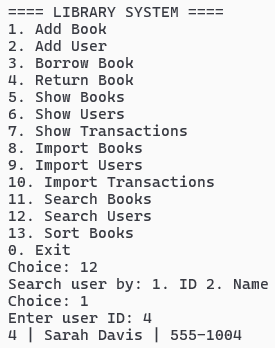 ==== LIBRARY SYSTEM ====
1. Add Book
2. Add User
3. Borrow Book
4. Return Book
5. Show Books
6. Show Users
7. Show Transactions
8. Import Books
9. Import Users
10. Import Transactions
11. Search Books
12. Search Users
13. Sort Books
0. Exit
Choice: 12
Search user by: 1. ID 2. Name
Choice: 1
Enter user ID: 4
4 | Sarah Davis | 555-1004